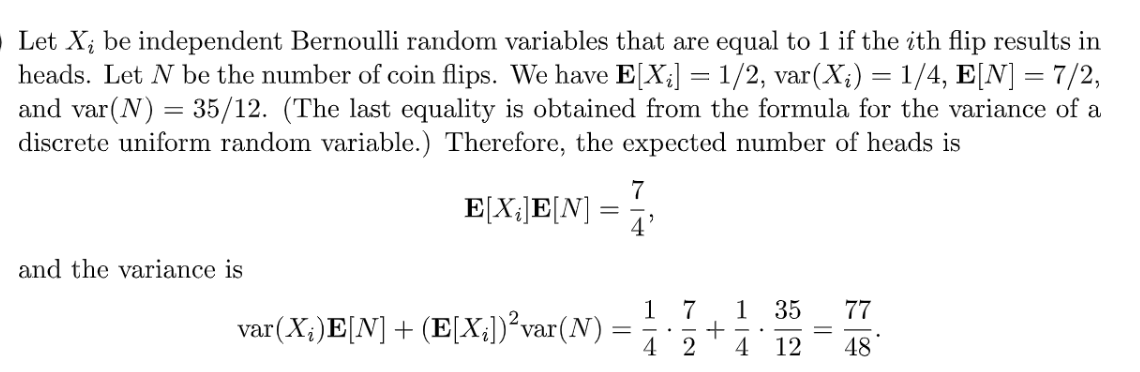 Let X_i be independent Bernoulli random variables that are equal to 1 if the ith flip results in
heads. Let N be the number of coin flips. We have E[X_i] = 1/2, var(X_i) = 1/4, E[N] = 7/2,
and var(N) = 35/12. (The last equality is obtained from the formula for the variance of a
discrete uniform random variable.) Therefore, the expected number of heads is
E[X_i]E[N] = 7/4,
and the variance is
var(X_i)E[N] + (E[X_i])²var(N) = 1/4 · 7/2 + 1/4 · 35/12 = 77/48.